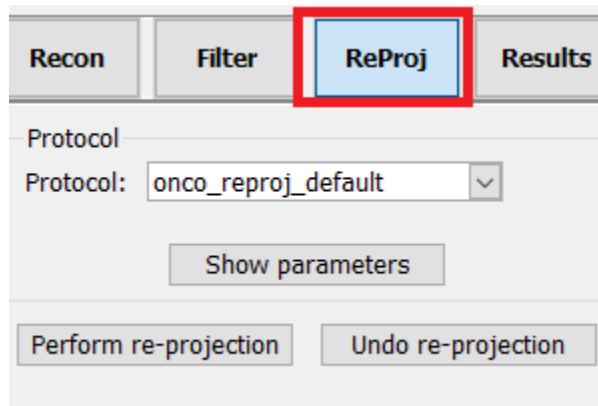 Recon Filter ReProj Results
Protocol
Protocol: onco_reproj_default
Show parameters
Perform re-projection Undo re-projection